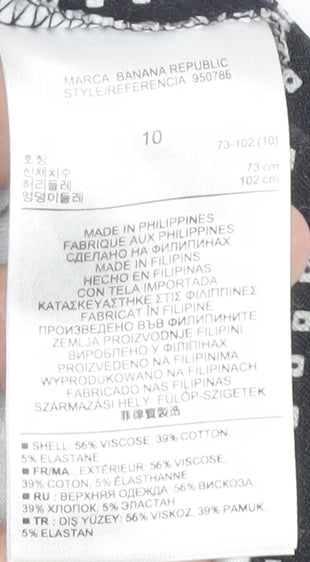 MARCA: BANANA REPUBLIC
STYLE/REFERENCIA: 950786
10
호칭 73-102 (10)
신체치수
허리둘레 73 cm
엉덩이둘레 102 cm
MADE IN PHILIPPINES
FABRIQUE AUX PHILIPPINES
СДЕЛАНО НА ФИЛИПИНАХ
MADE IN FILIPINS
HECHO EN FILIPINAS
CON TELA IMPORTADA
ΚΑΤΑΣΚΕΥΑΣΤΗΚΕ ΣΤΙΣ ΦΙΛΙΠΠΙΝΕΣ
FABRICAT ÎN FILIPINE
ПРОИЗВЕДЕНО ВЪВ ФИЛИПИНИТЕ
ZEMLJA PROIZVODNJE FILIPINI
ВИРОБЛЕНО У ФІЛІПІНАХ
PROIZVEDENO NA FILIPINIMA
WYPRODUKOWANO NA FILIPINACH
FABRICADO NAS FILIPINAS
SZÁRMAZÁSI HELY: FÜLÖP-SZIGETEK
菲律賓製造
■ SHELL: 56% VISCOSE, 39% COTTON
5% ELASTANE
■ FR/MA : EXTÉRIEUR: 56% VISCOSE,
39% COTON, 5% ÉLASTHANNE
■ RU : ВЕРХНЯЯ ОДЕЖДА: 56% ВИСКОЗА,
39% ХЛОПОК, 5% ЭЛАСТАН
■ TR : DIŞ YÜZEY: 56% VISKOZ, 39% PAMUK,
5% ELASTAN